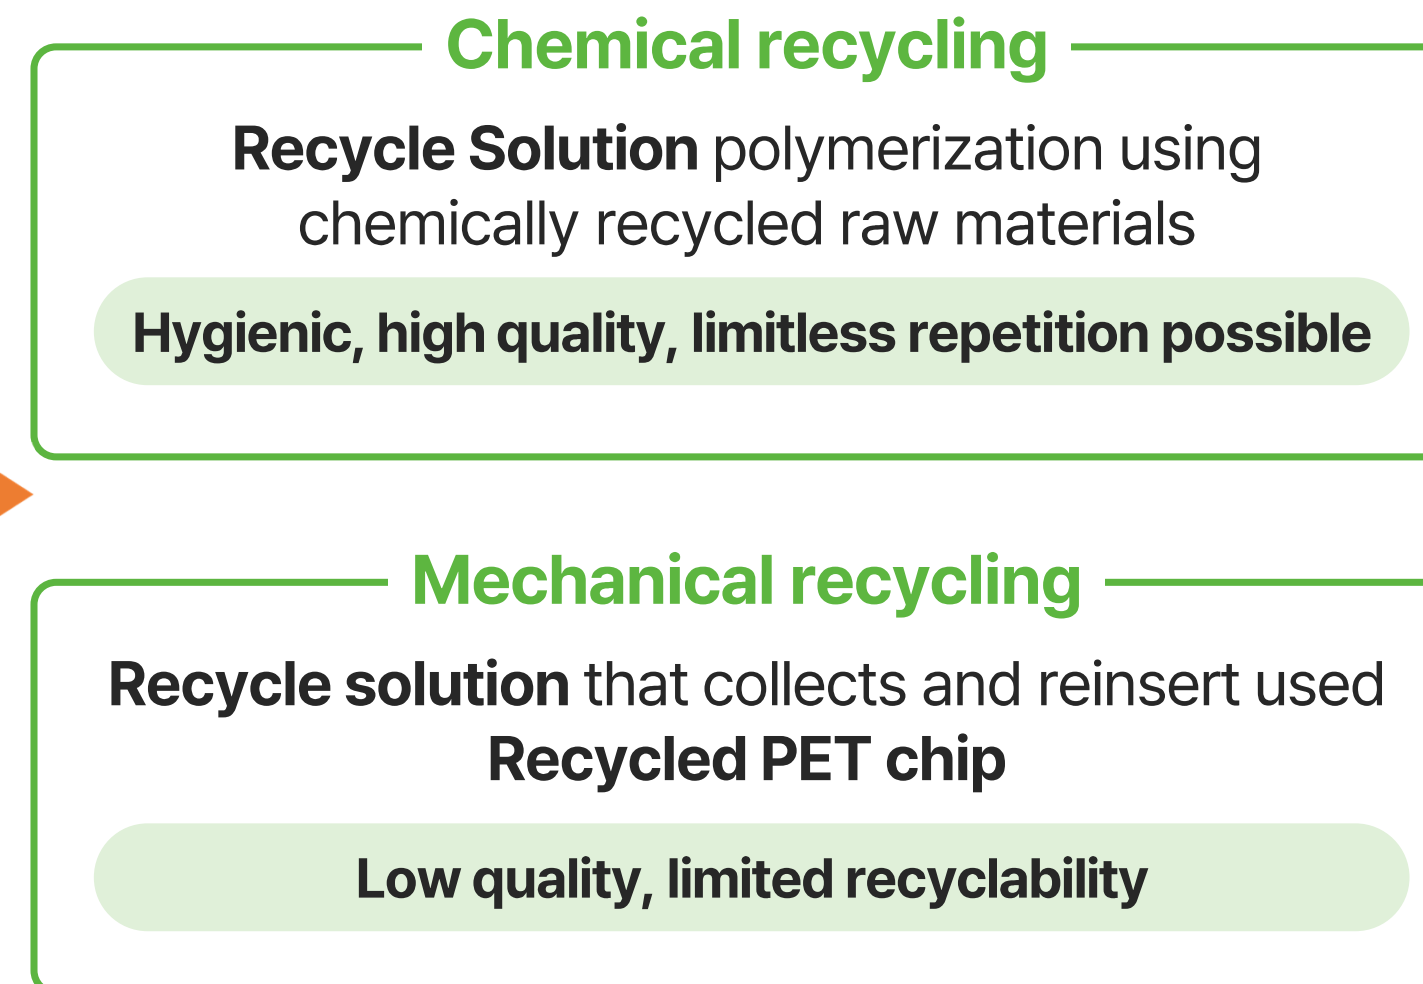 Chemical recycling
Recycle Solution polymerization using
chemically recycled raw materials
Hygienic, high quality, limitless repetition possible
Mechanical recycling
Recycle solution that collects and reinsert used
Recycled PET chip
Low quality, limited recyclability